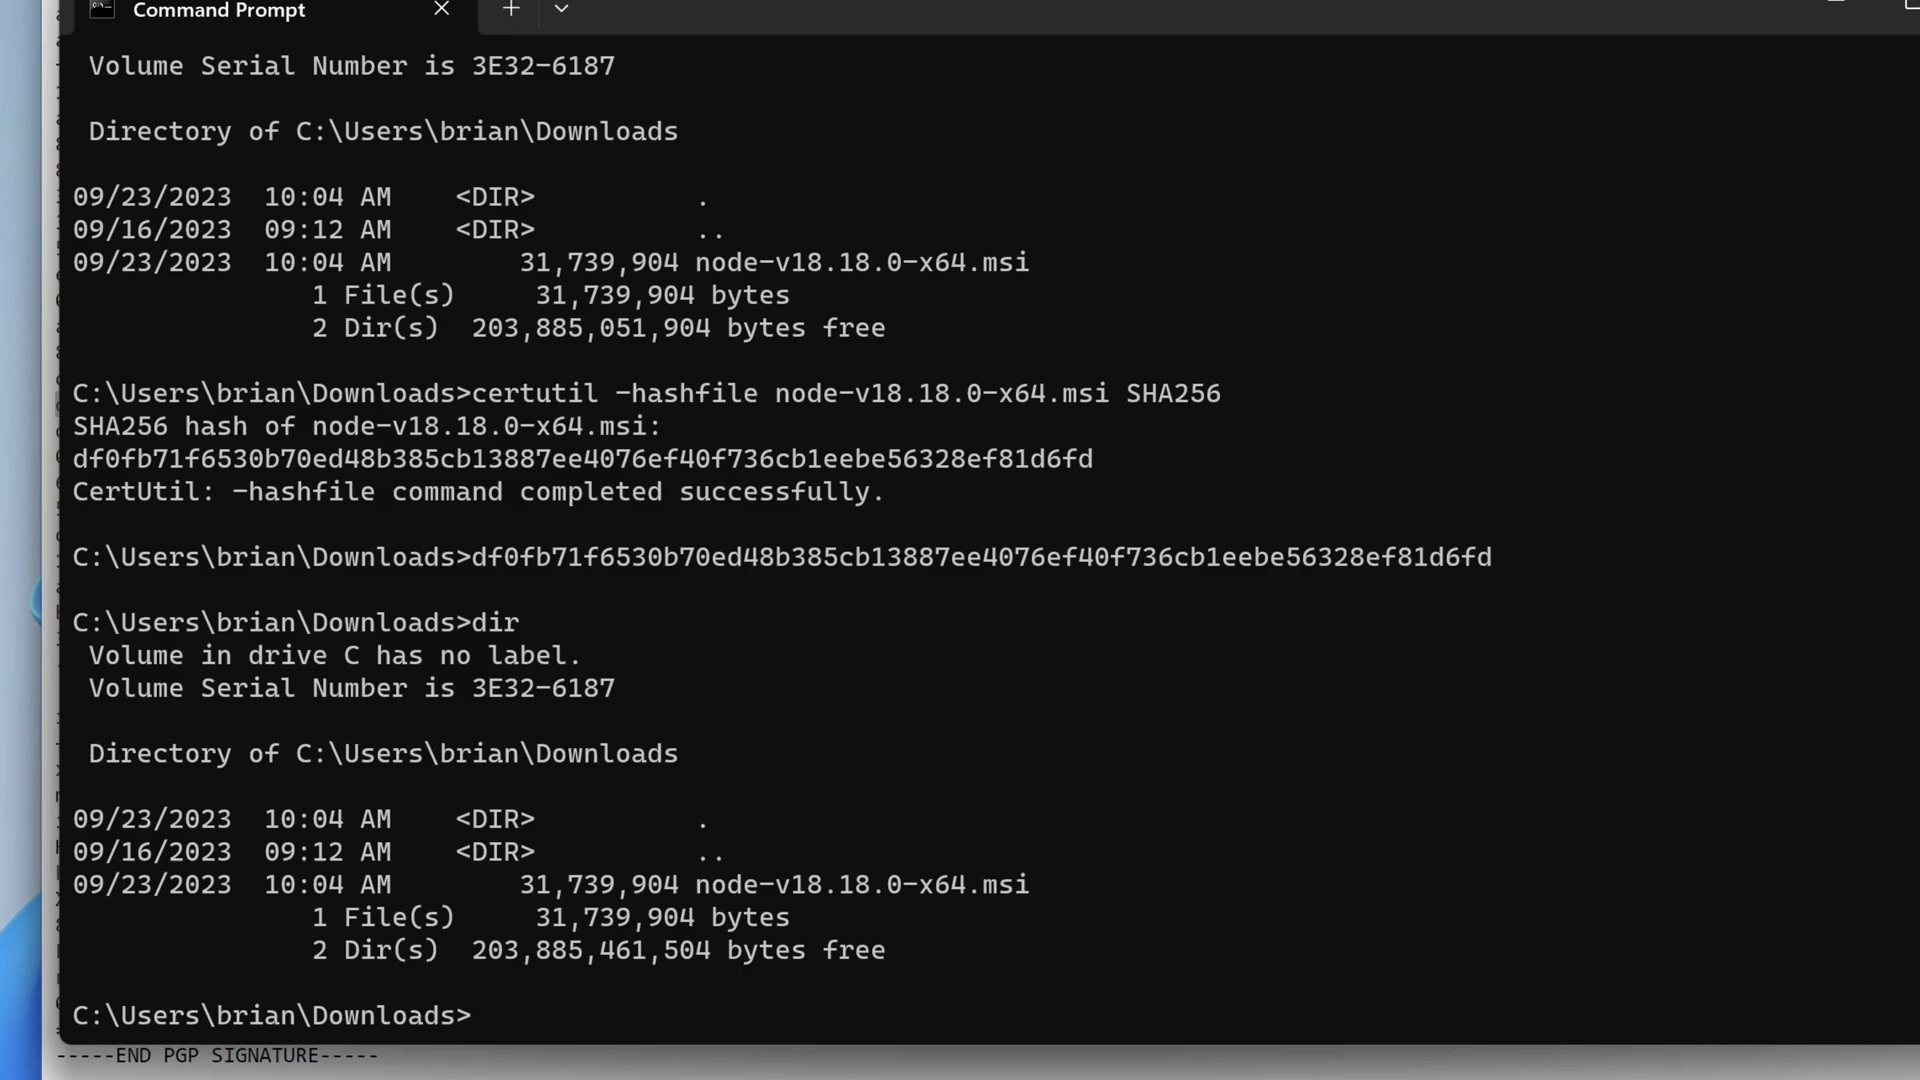 Command Prompt
Volume Serial Number is 3E32-6187
Directory of C:\Users\brian\Downloads
09/23/2023  10:04 AM    <DIR>          .
09/16/2023  09:12 AM    <DIR>          ..
09/23/2023  10:04 AM        31,739,904 node-v18.18.0-x64.msi
1 File(s)     31,739,904 bytes
2 Dir(s)  203,885,051,904 bytes free
C:\Users\brian\Downloads>certutil -hashfile node-v18.18.0-x64.msi SHA256
SHA256 hash of node-v18.18.0-x64.msi:
df0fb71f6530b70ed48b385cb13887ee4076ef40f736cb1eebe56328ef81d6fd
CertUtil: -hashfile command completed successfully.
C:\Users\brian\Downloads>df0fb71f6530b70ed48b385cb13887ee4076ef40f736cb1eebe56328ef81d6fd
C:\Users\brian\Downloads>dir
Volume in drive C has no label.
Volume Serial Number is 3E32-6187
Directory of C:\Users\brian\Downloads
09/23/2023  10:04 AM    <DIR>          .
09/16/2023  09:12 AM    <DIR>          ..
09/23/2023  10:04 AM        31,739,904 node-v18.18.0-x64.msi
1 File(s)     31,739,904 bytes
2 Dir(s)  203,885,461,504 bytes free
C:\Users\brian\Downloads>
-----END PGP SIGNATURE-----